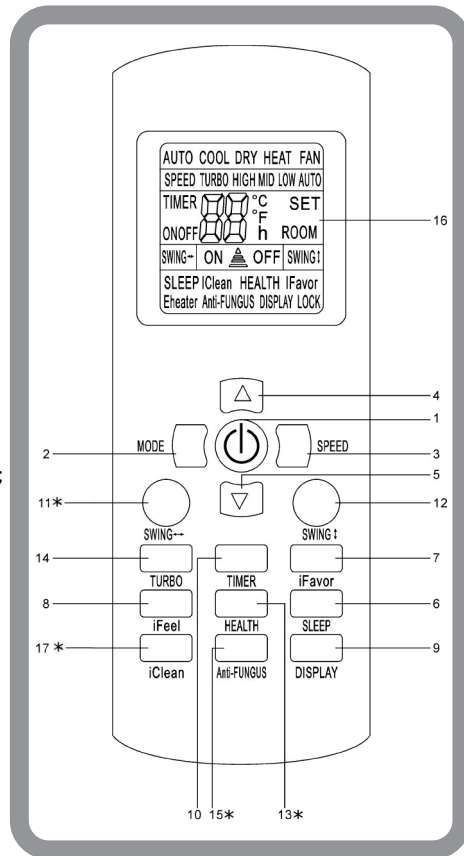 AUTO COOL DRY HEAT FAN
SPEED TURBO HIGH MID LOW AUTO
TIMER 88 °C SET
°F
ONOFF h ROOM
16
SWING↔ ON OFF SWING↕
SLEEP iClean HEALTH IFavor
Eheater Anti-FUNGUS DISPLAY LOCK
4
1
MODE SPEED
2 3
5
11* 12
SWING↔ SWING↕
14 7
TURBO TIMER iFavor
8 6
iFeel HEALTH SLEEP
17* 9
iClean Anti-FUNGUS DISPLAY
10 15* 13*
;